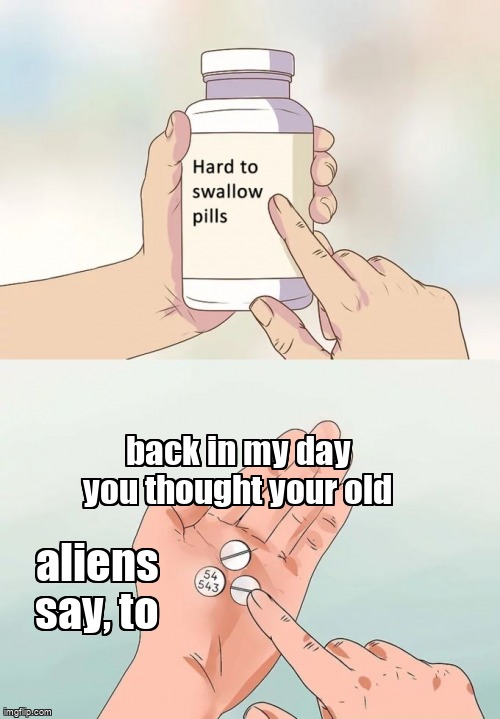 Hard to
swallow
pills
back in my day
you thought your old
aliens
say, to
54
543
imgflip.com